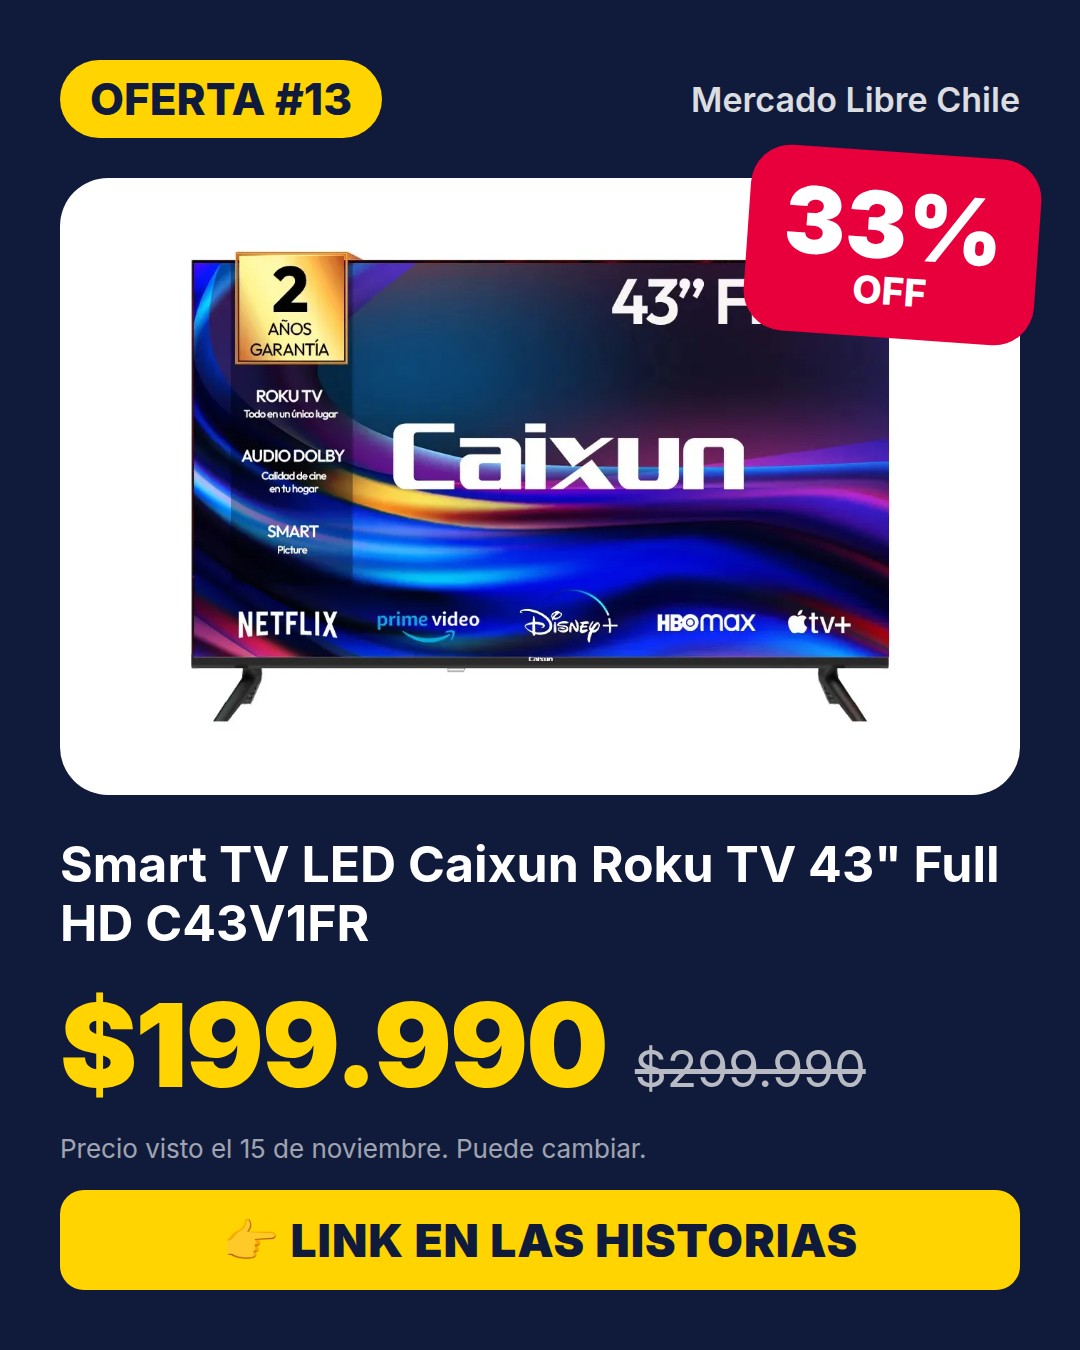 OFERTA #13
Mercado Libre Chile
33%
OFF
2
AÑOS
GARANTÍA
43” F
ROKU TV
Todo en un único lugar
AUDIO DOLBY
Calidad de cine
en tu hogar
SMART
Picture
Caixun
NETFLIX
prime video
Disney+
HBOmax
tv+
Caixun
Smart TV LED Caixun Roku TV 43" Full
HD C43V1FR
$199.990 $299.990
Precio visto el 15 de noviembre. Puede cambiar.
👉 LINK EN LAS HISTORIAS